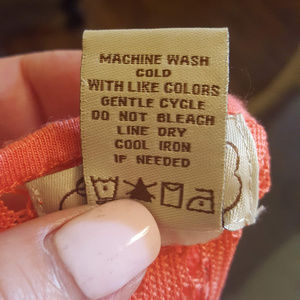 MACHINE WASH
COLD
WITH LIKE COLORS
GENTLE CYCLE
DO NOT BLEACH
LINE DRY
COOL IRON
IF NEEDED